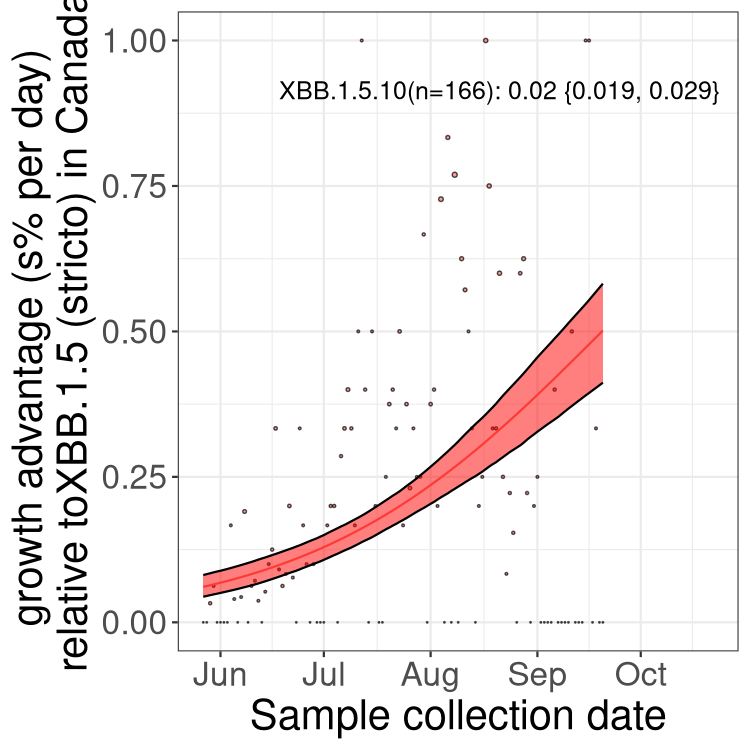 growth advantage (s% per day)
relative toXBB.1.5 (stricto) in Canada
1.00
XBB.1.5.10(n=166): 0.02 {0.019, 0.029}
0.75
0.50
0.25
0.00
Jun Jul Aug Sep Oct
Sample collection date